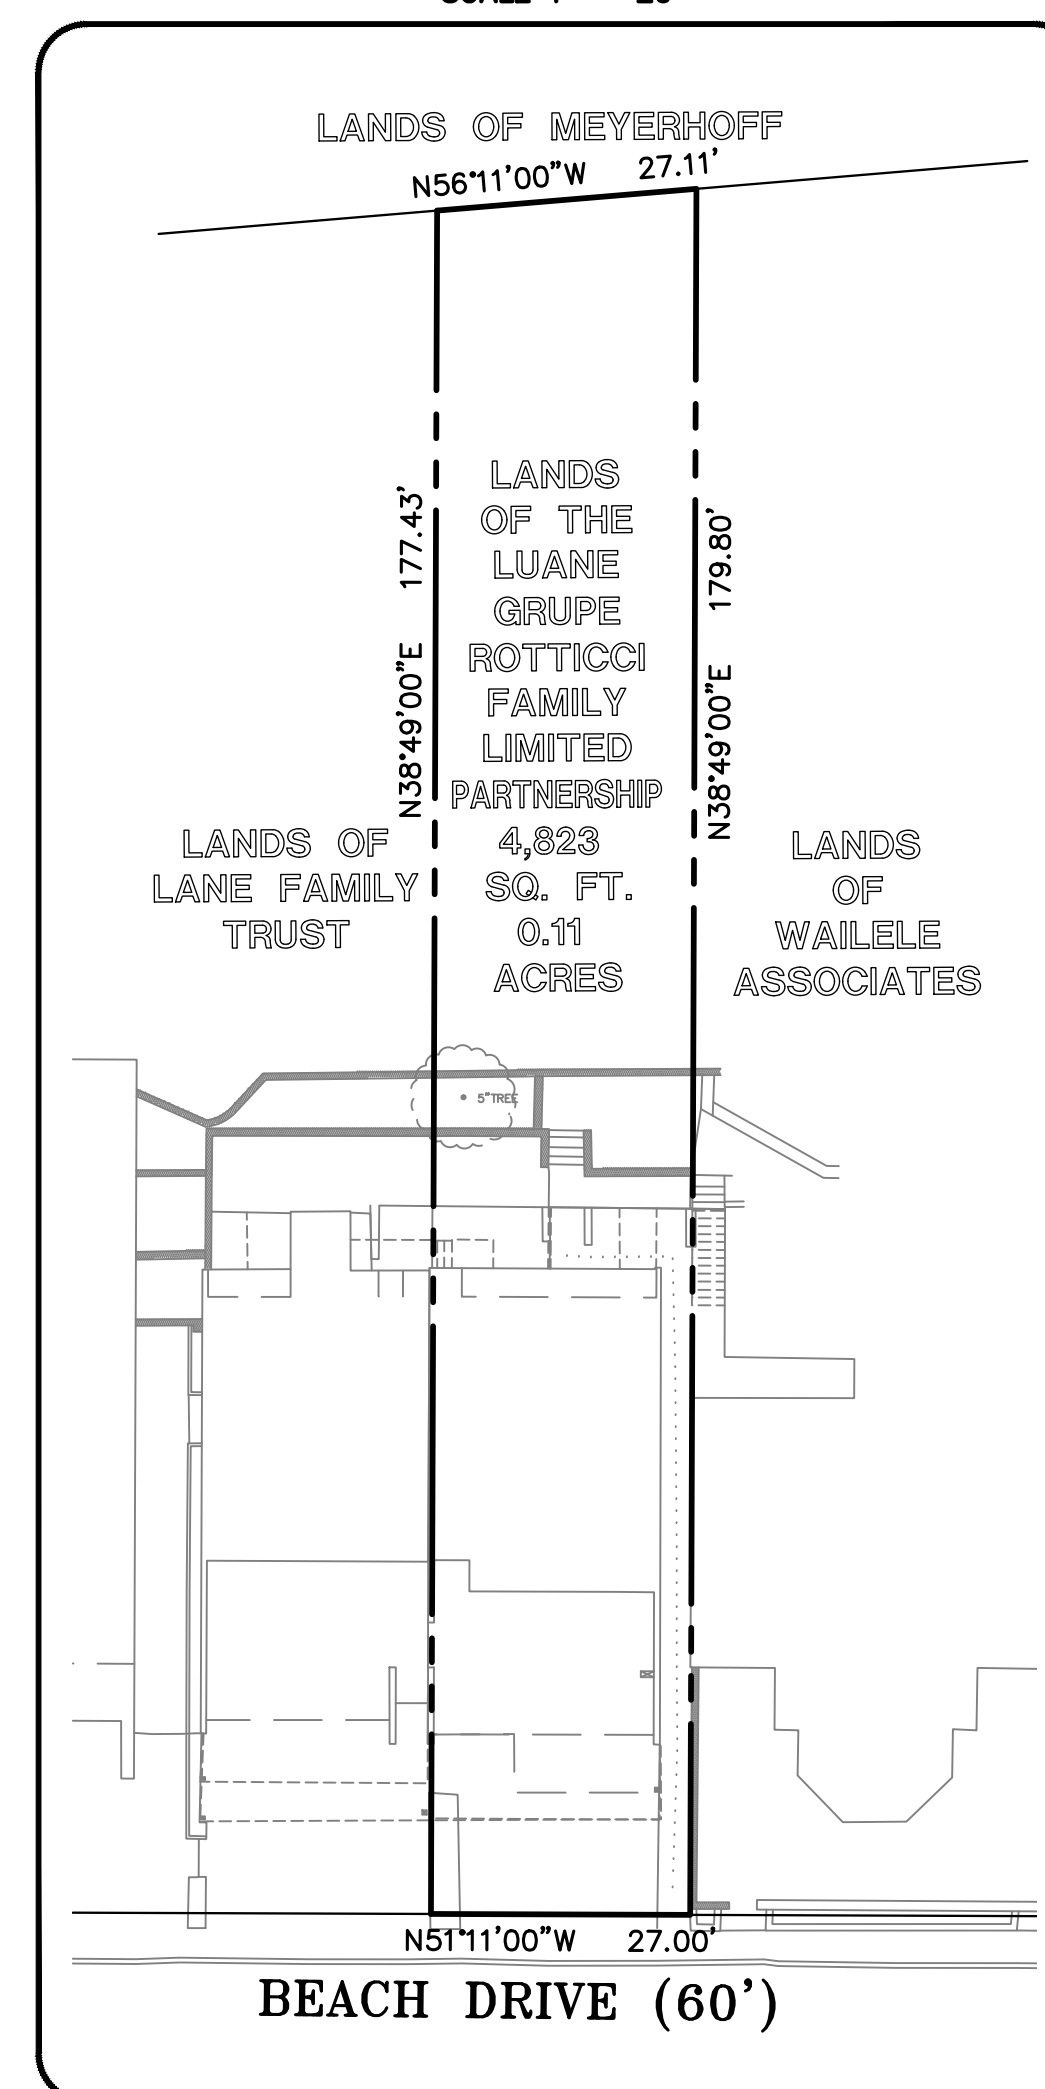 LANDS OF MEYERHOFF
N56°11'00"W 27.11'
N38°49'00"E 177.43'
LANDS
OF THE
LUANE
GRUPE
ROTTICCI
FAMILY
LIMITED
PARTNERSHIP
4,823
SQ. FT.
0.11
ACRES
N38°49'00"E 179.80'
LANDS OF
LANE FAMILY
TRUST
LANDS
OF
WAILELE
ASSOCIATES
5"TREE
N51°11'00"W 27.00'
BEACH DRIVE (60')